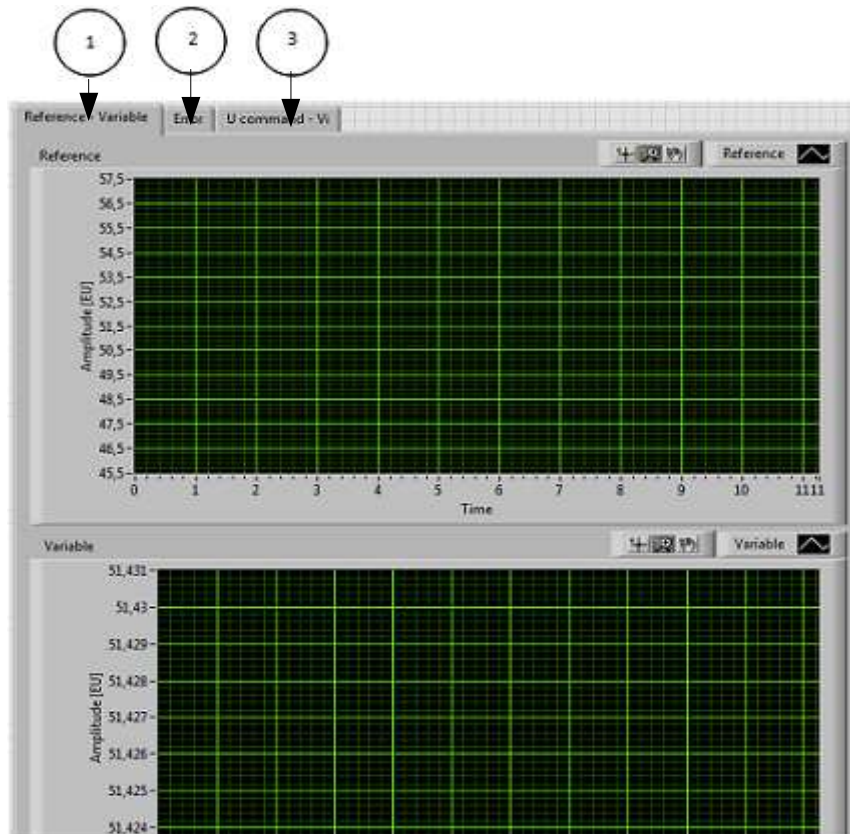 1 2 3
Reference - Variable Error U command - Vi
Reference Reference
57,5
56,5
55,5
54,5
53,5
52,5
51,5
50,5
49,5
48,5
47,5
46,5
45,5
Amplitude [EU]
0 1 2 3 4 5 6 7 8 9 10 1111
Time
Variable Variable
51,431
51,43
51,429
51,428
51,427
51,426
51,425
51,424
Amplitude [EU]